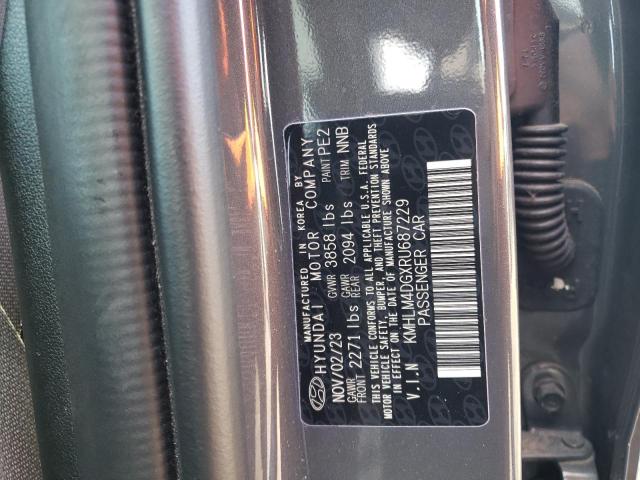 MANUFACTURED IN KOREA BY
HYUNDAI MOTOR COMPANY
NOV/02/23 GVWR 3858 lbs PAINT PE2
GAWR FRONT 2271 lbs GAWR REAR 2094 lbs TRIM NNB
THIS VEHICLE CONFORMS TO ALL APPLICABLE U.S.A. FEDERAL
MOTOR VEHICLE SAFETY, BUMPER, AND THEFT PREVENTION STANDARDS
IN EFFECT ON THE DATE OF MANUFACTURE SHOWN ABOVE
V.I.N KMHLM4DGXRU687229
PASSENGER CAR